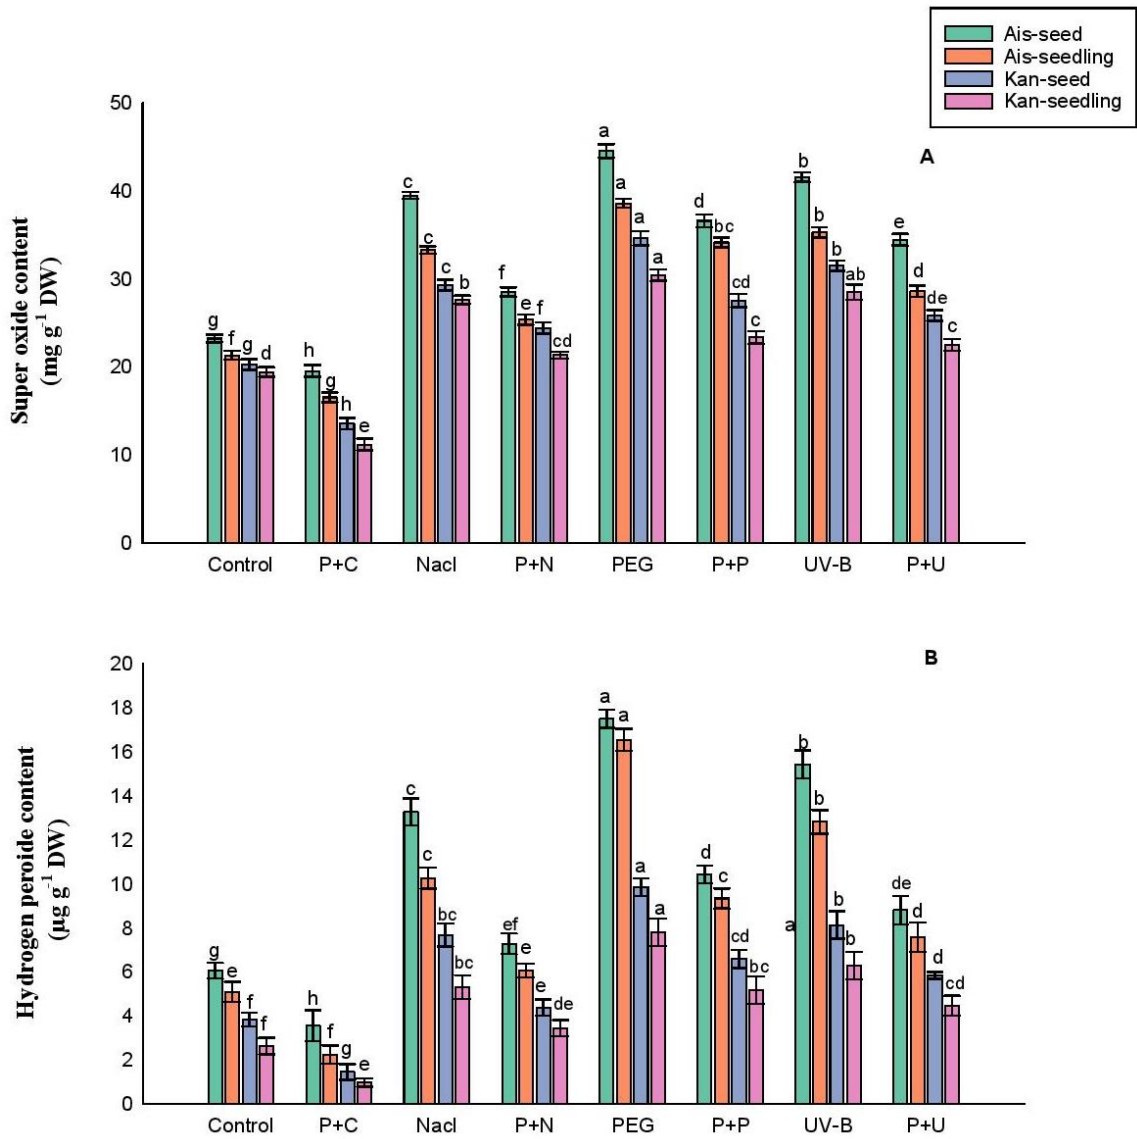 Ais-seed
Ais-seedling
Kan-seed
Kan-seedling
A
Super oxide content
(mg g-1 DW)
50
40
30
20
10
0
g f g d
h g h e
c c c b
f e f cd
a a a a
d bc cd c
b b b ab
e d de c
Control P+C Nacl P+N PEG P+P UV-B P+U
B
Hydrogen peroide content
(µg g-1 DW)
20
18
16
14
12
10
8
6
4
2
0
g e f f
h f g e
c c bc bc
ef e e de
a a a a
d c cd bc
a
b b b b
de d d cd
Control P+C Nacl P+N PEG P+P UV-B P+U